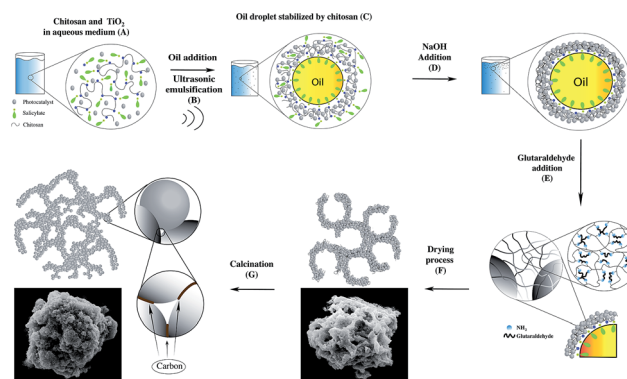 Chitosan and TiO2
in aqueous medium (A)
Oil addition
Ultrasonic
emulsification
(B)
Photocatalyst
Salicylate
Chitosan
Oil droplet stabilized by chitosan (C)
Oil
NaOH
Addition
(D)
Oil
Glutaraldehyde
addition
(E)
NH2
Glutaraldehyde
Drying
process
(F)
Calcination
(G)
Carbon